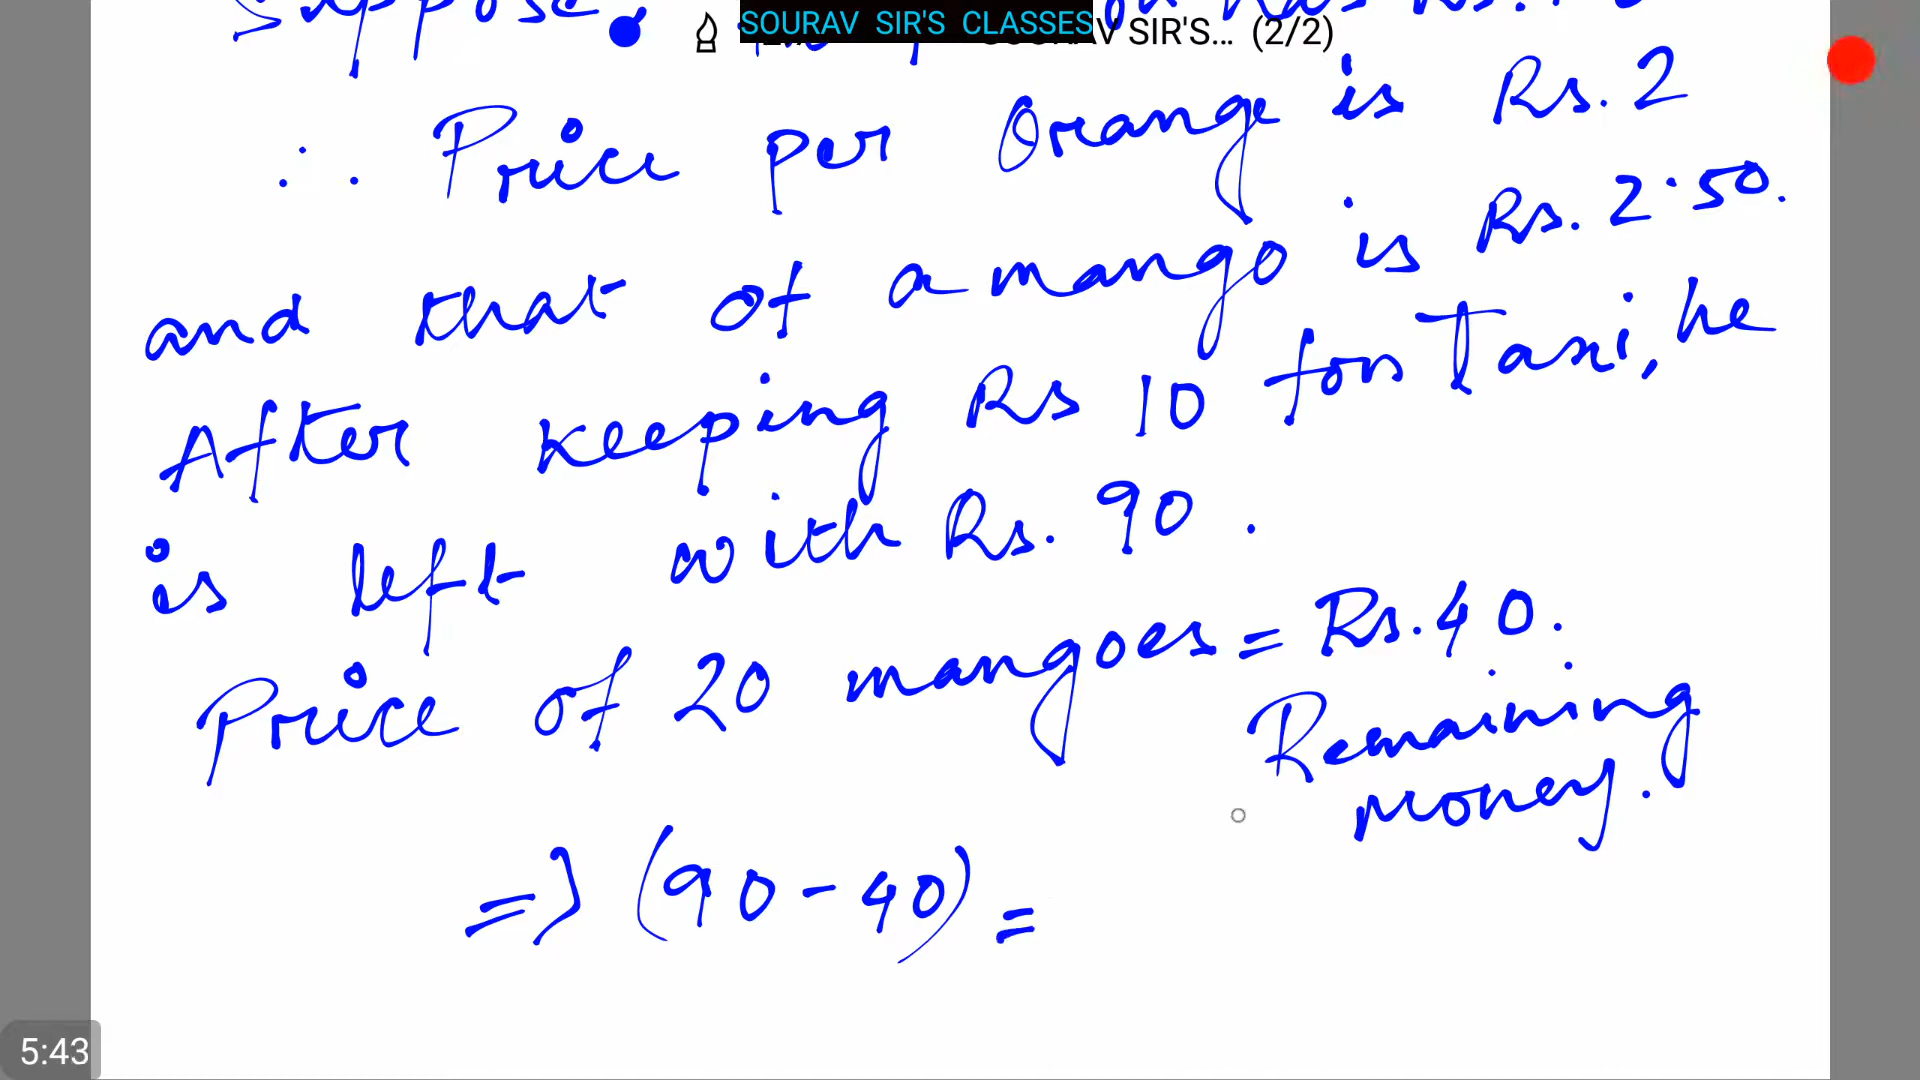 Suppose
SOURAV SIR'S CLASSES
V SIR'S... (2/2)
∴ Price per Orange is Rs. 2
and that of a mango is Rs. 2.50.
After keeping Rs 10 for Taxi, he
is left with Rs. 90.
Price of 20 mangoes = Rs. 40.
Remaining
money.
=> (90 - 40) =
5:43